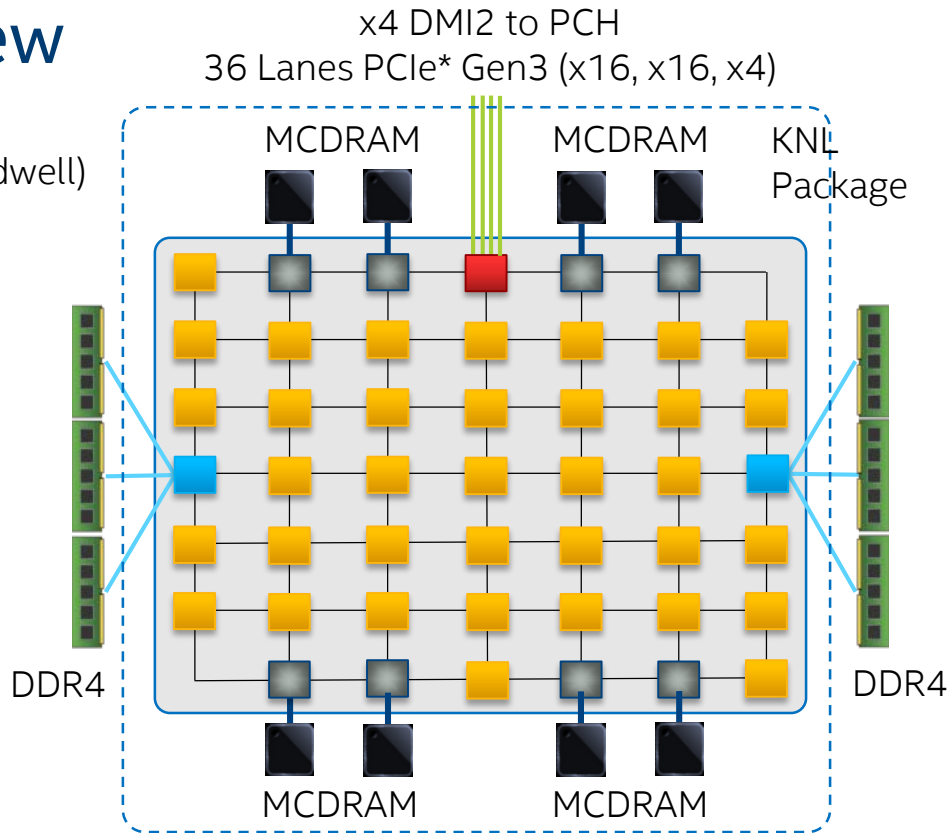 x4 DMI2 to PCH
36 Lanes PCIe* Gen3 (x16, x16, x4)
MCDRAM
MCDRAM
KNL
Package
DDR4
DDR4
MCDRAM
MCDRAM